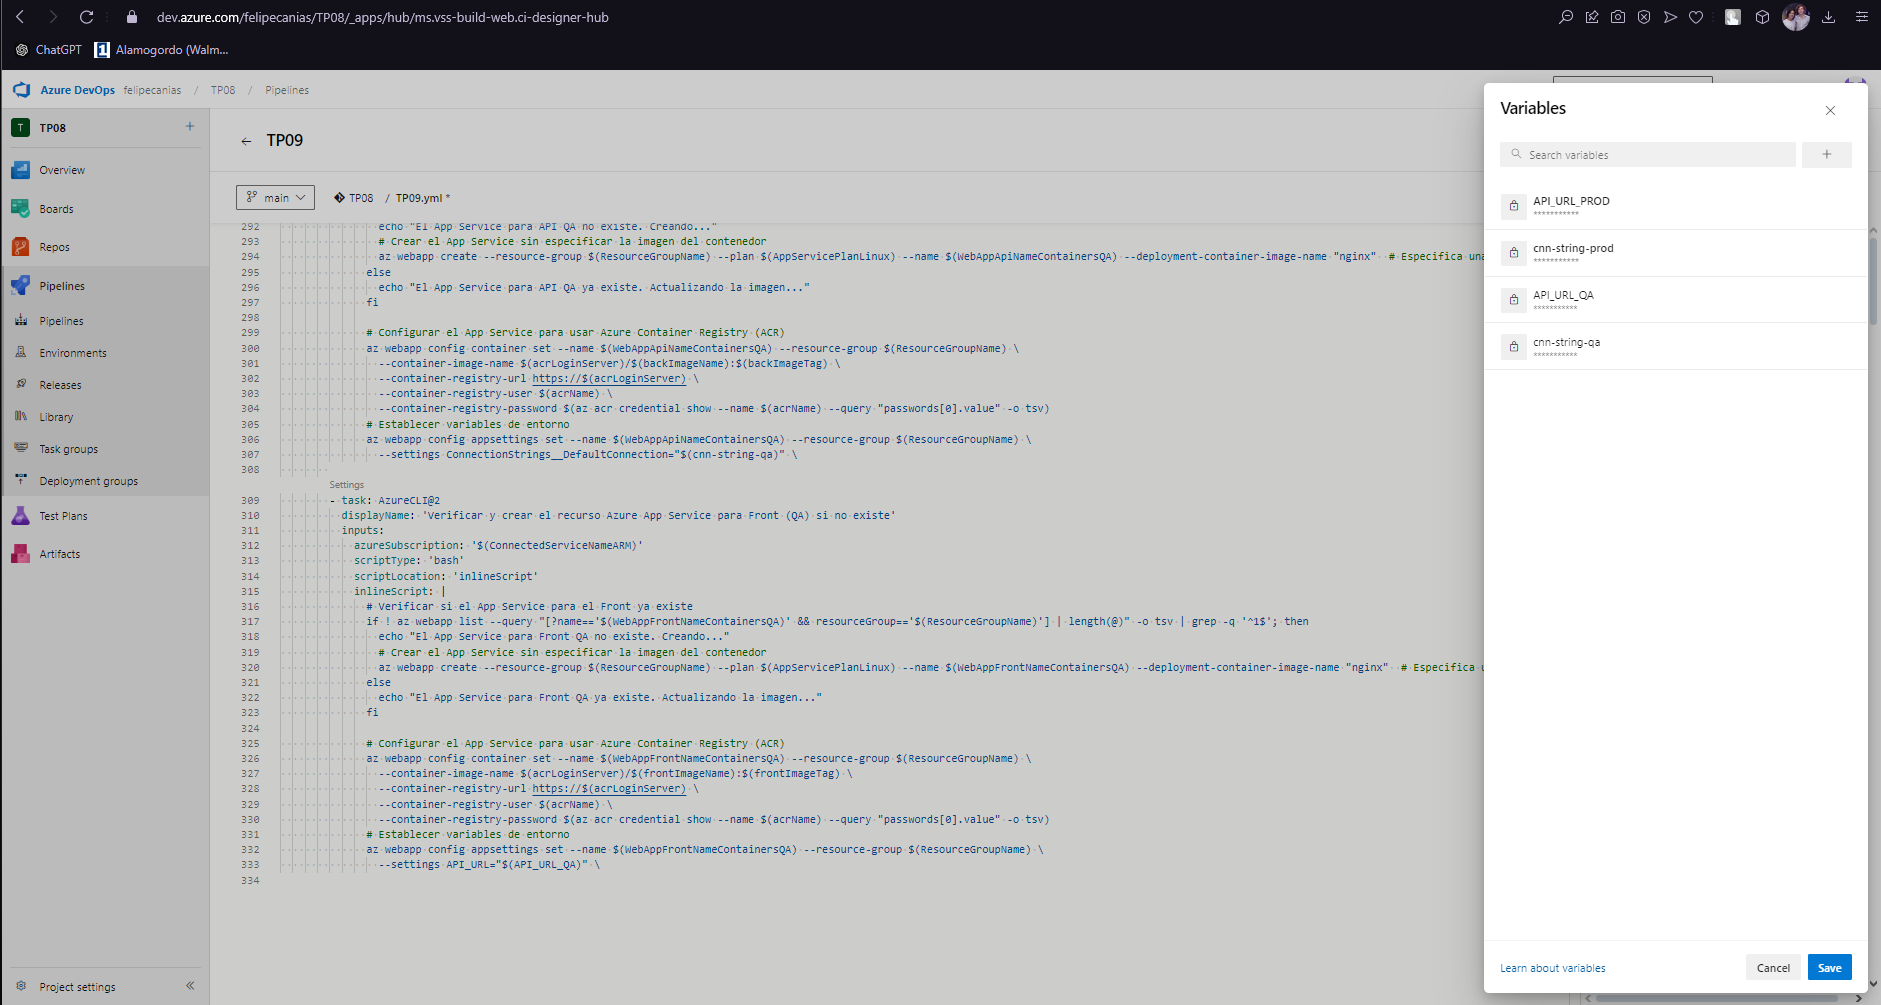 dev.azure.com/felipecanias/TP08/_apps/hub/ms.vss-build-web.ci-designer-hub
ChatGPT
1 Alamogordo (Walm...
Azure DevOps felipecanias / TP08 / Pipelines
T TP08 +
Overview
Boards
Repos
Pipelines
Pipelines
Environments
Releases
Library
Task groups
Deployment groups
Test Plans
Artifacts
Project settings
← TP09
main
TP08 / TP09.yml *
292 echo "El App Service para API QA no existe. Creando..."
293 # Crear el App Service sin especificar la imagen del contenedor
294 az webapp create --resource-group $(ResourceGroupName) --plan $(AppServicePlanLinux) --name $(WebAppApiNameContainersQA) --deployment-container-image-name "nginx" # Especifica una
295 else
296 echo "El App Service para API QA ya existe. Actualizando la imagen..."
297 fi
298
299 # Configurar el App Service para usar Azure Container Registry (ACR)
300 az webapp config container set --name $(WebAppApiNameContainersQA) --resource-group $(ResourceGroupName) \
301 --container-image-name $(acrLoginServer)/$(backImageName):$(backImageTag) \
302 --container-registry-url https://$(acrLoginServer) \
303 --container-registry-user $(acrName) \
304 --container-registry-password $(az acr credential show --name $(acrName) --query "passwords[0].value" -o tsv)
305 # Establecer variables de entorno
306 az webapp config appsettings set --name $(WebAppApiNameContainersQA) --resource-group $(ResourceGroupName) \
307 --settings ConnectionStrings__DefaultConnection="$(cnn-string-qa)" \
308
Settings
309 - task: AzureCLI@2
310 displayName: 'Verificar y crear el recurso Azure App Service para Front (QA) si no existe'
311 inputs:
312 azureSubscription: '$(ConnectedServiceNameARM)'
313 scriptType: 'bash'
314 scriptLocation: 'inlineScript'
315 inlineScript: |
316 # Verificar si el App Service para el Front ya existe
317 if ! az webapp list --query "[?name=='$(WebAppFrontNameContainersQA)' && resourceGroup=='$(ResourceGroupName)'] | length(@)" -o tsv | grep -q '^1$'; then
318 echo "El App Service para Front QA no existe. Creando..."
319 # Crear el App Service sin especificar la imagen del contenedor
320 az webapp create --resource-group $(ResourceGroupName) --plan $(AppServicePlanLinux) --name $(WebAppFrontNameContainersQA) --deployment-container-image-name "nginx" # Especifica u
321 else
322 echo "El App Service para Front QA ya existe. Actualizando la imagen..."
323 fi
324
325 # Configurar el App Service para usar Azure Container Registry (ACR)
326 az webapp config container set --name $(WebAppFrontNameContainersQA) --resource-group $(ResourceGroupName) \
327 --container-image-name $(acrLoginServer)/$(frontImageName):$(frontImageTag) \
328 --container-registry-url https://$(acrLoginServer) \
329 --container-registry-user $(acrName) \
330 --container-registry-password $(az acr credential show --name $(acrName) --query "passwords[0].value" -o tsv)
331 # Establecer variables de entorno
332 az webapp config appsettings set --name $(WebAppFrontNameContainersQA) --resource-group $(ResourceGroupName) \
333 --settings API_URL="$(API_URL_QA)" \
334
Variables
Search variables
API_URL_PROD
***********
cnn-string-prod
***********
API_URL_QA
***********
cnn-string-qa
***********
Learn about variables
Cancel
Save